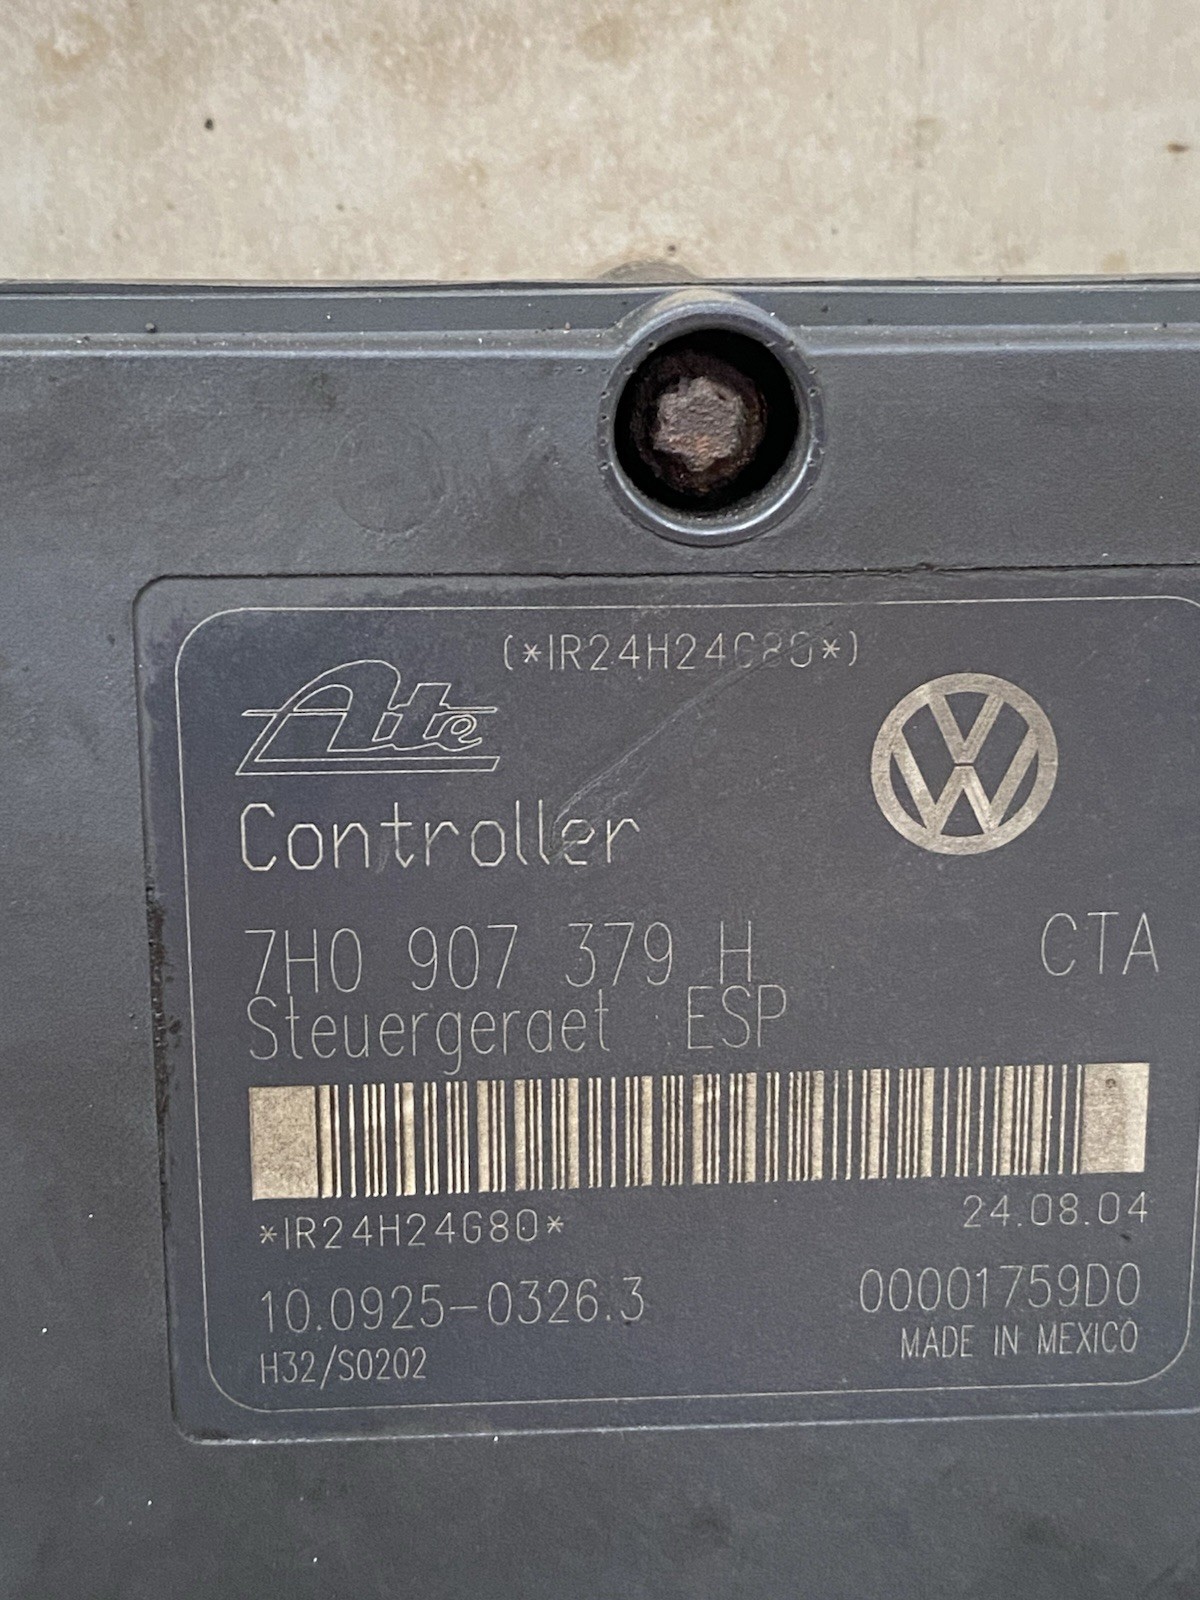 (*IR24H24G80*)
Ate
Controller
7H0 907 379 H CTA
Steuergeraet ESP
*IR24H24G80* 24.08.04
10.0925-0326.3 00001759D0
H32/S0202 MADE IN MEXICO